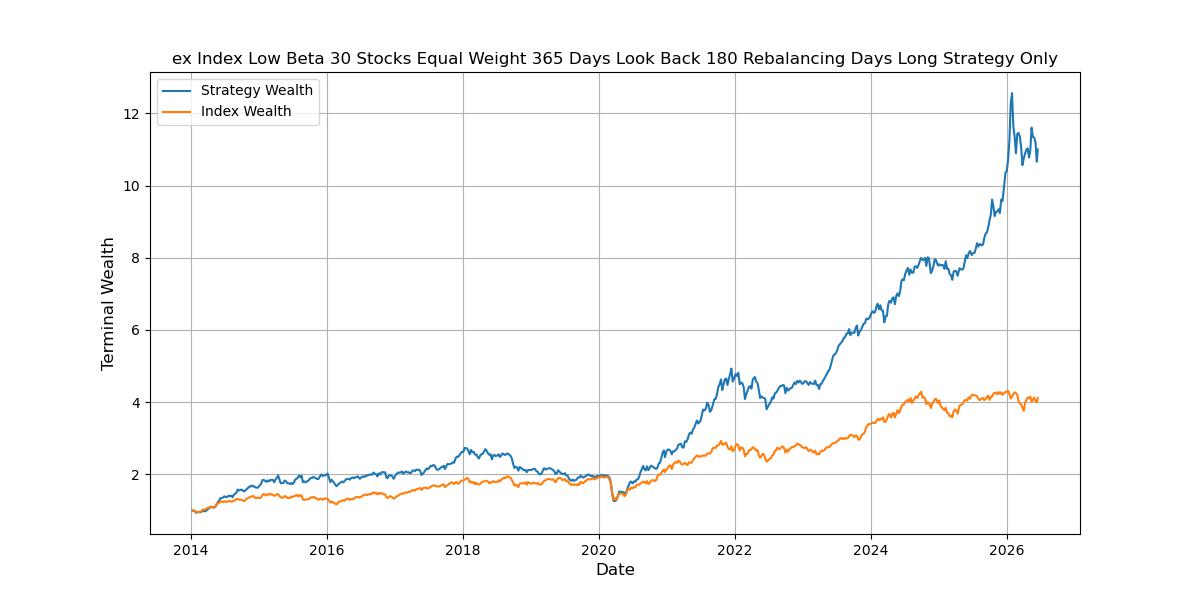 ex Index Low Beta 30 Stocks Equal Weight 365 Days Look Back 180 Rebalancing Days Long Strategy Only
Strategy Wealth
Index Wealth
Terminal Wealth
12
10
8
6
4
2
2014 2016 2018 2020 2022 2024 2026
Date